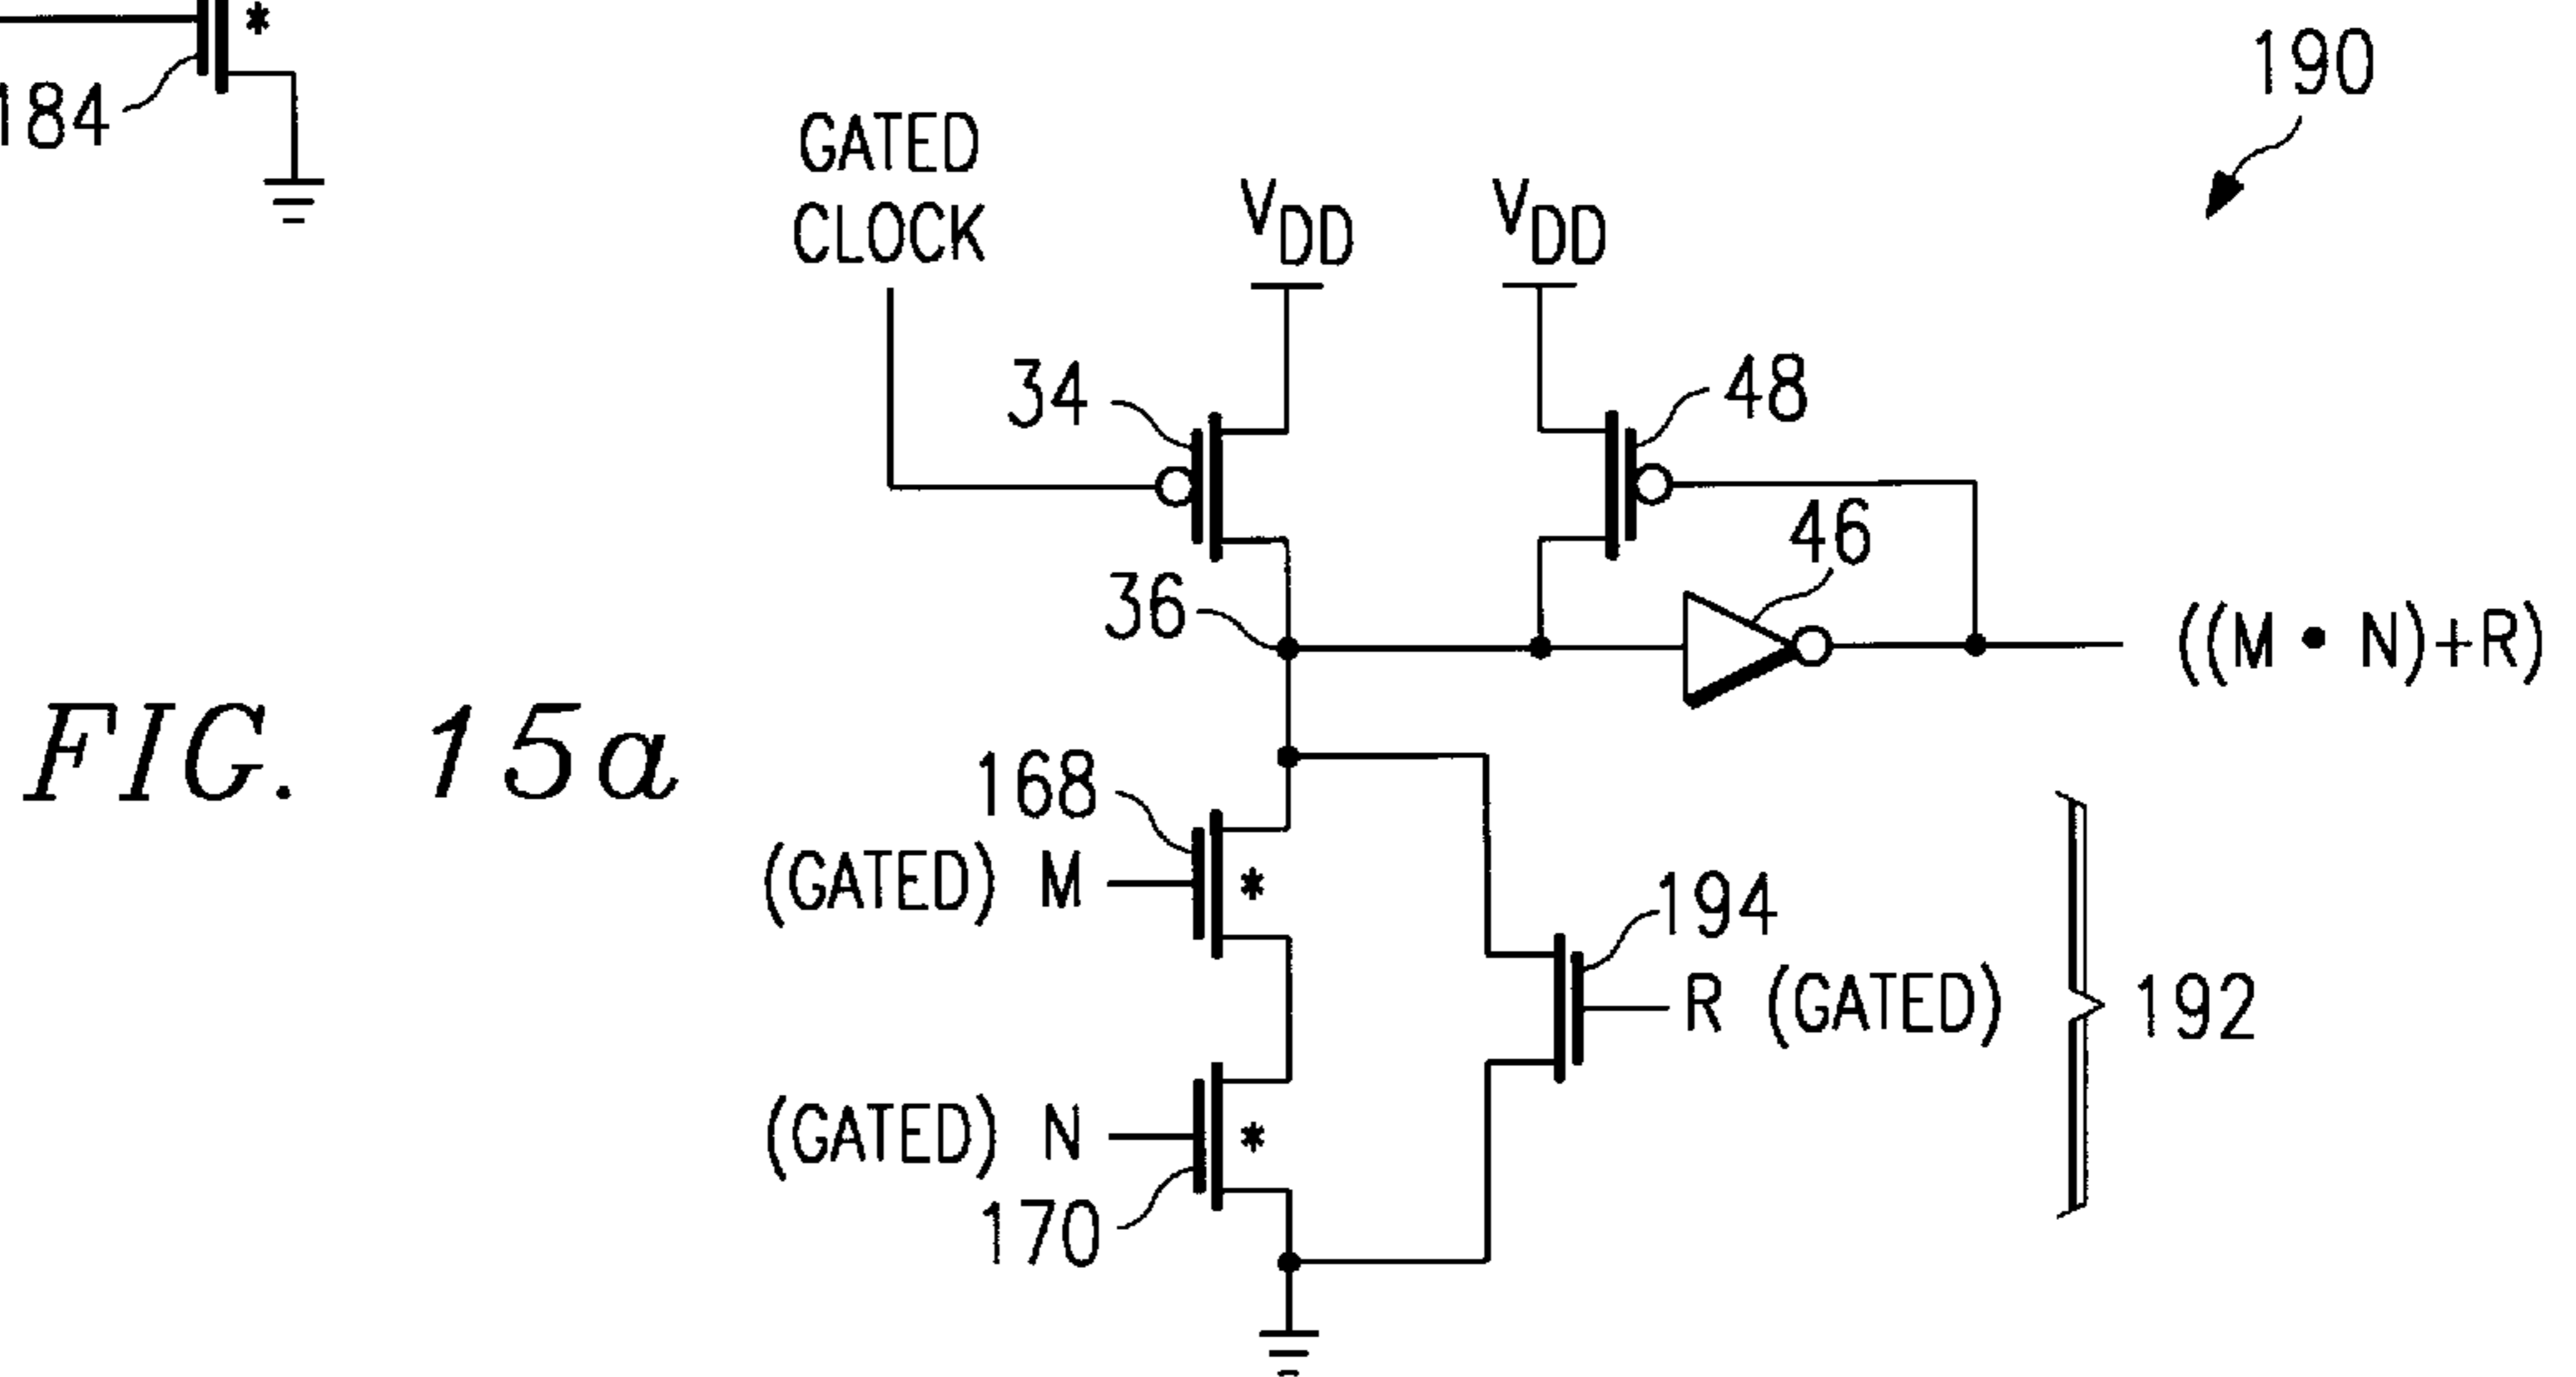 *
184
190
GATED
CLOCK
VDD
VDD
34
48
46
36
((M • N)+R)
FIG. 15a
168
(GATED) M
*
194
R (GATED)
192
(GATED) N
*
170